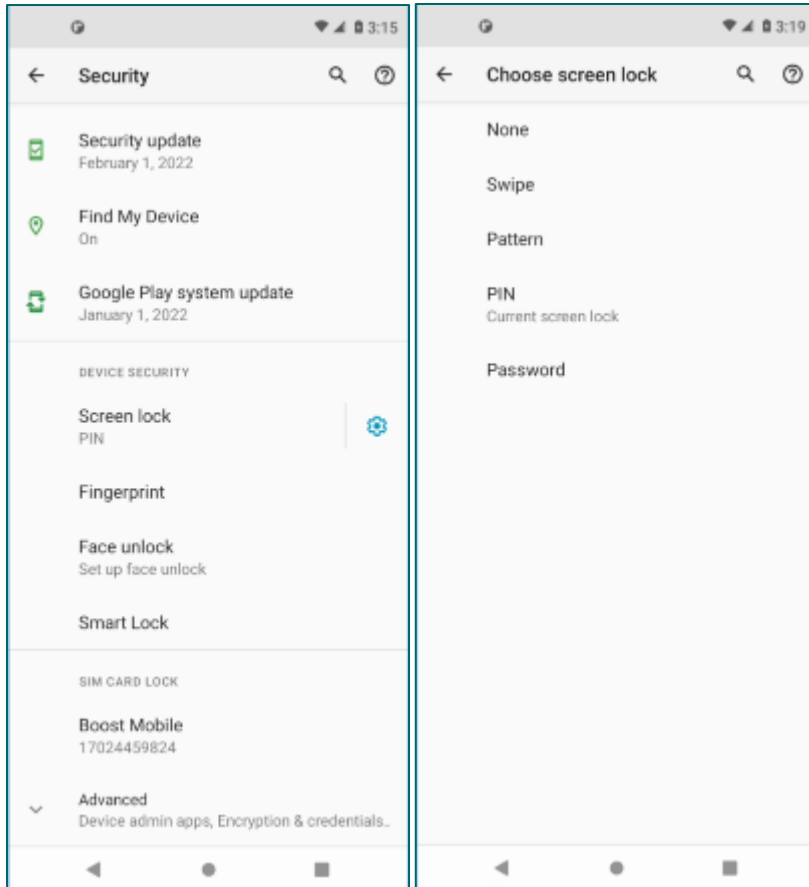 3:15
Security
Security update
February 1, 2022
Find My Device
On
Google Play system update
January 1, 2022
DEVICE SECURITY
Screen lock
PIN
Fingerprint
Face unlock
Set up face unlock
Smart Lock
SIM CARD LOCK
Boost Mobile
17024459824
Advanced
Device admin apps, Encryption & credentials..
3:19
Choose screen lock
None
Swipe
Pattern
PIN
Current screen lock
Password